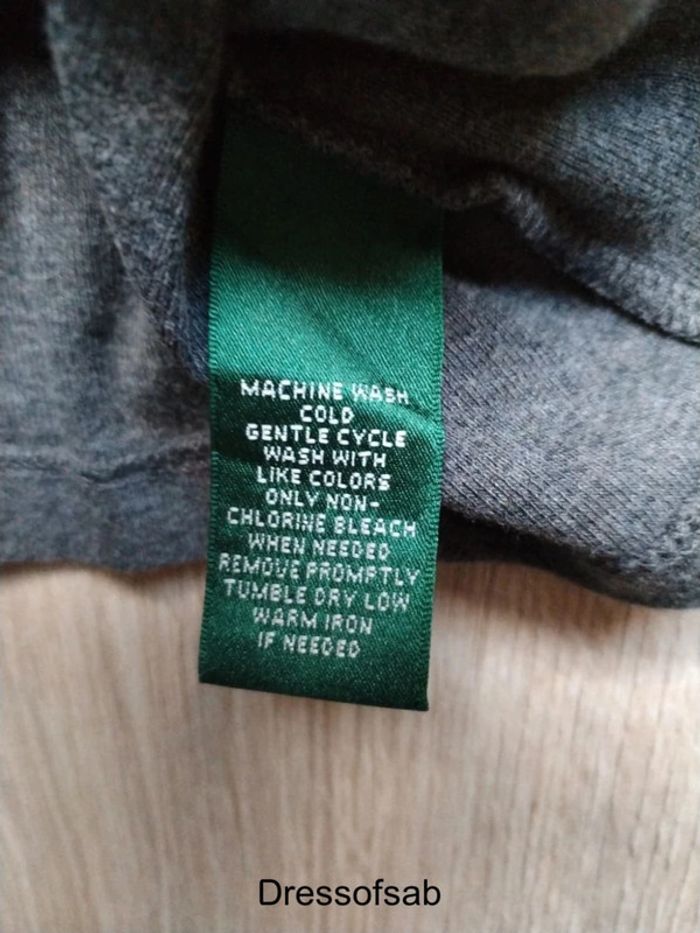 MACHINE WASH
COLD
GENTLE CYCLE
WASH WITH
LIKE COLORS
ONLY NON-
CHLORINE BLEACH
WHEN NEEDED
REMOVE PROMPTLY
TUMBLE DRY LOW
WARM IRON
IF NEEDED
Dressofsab